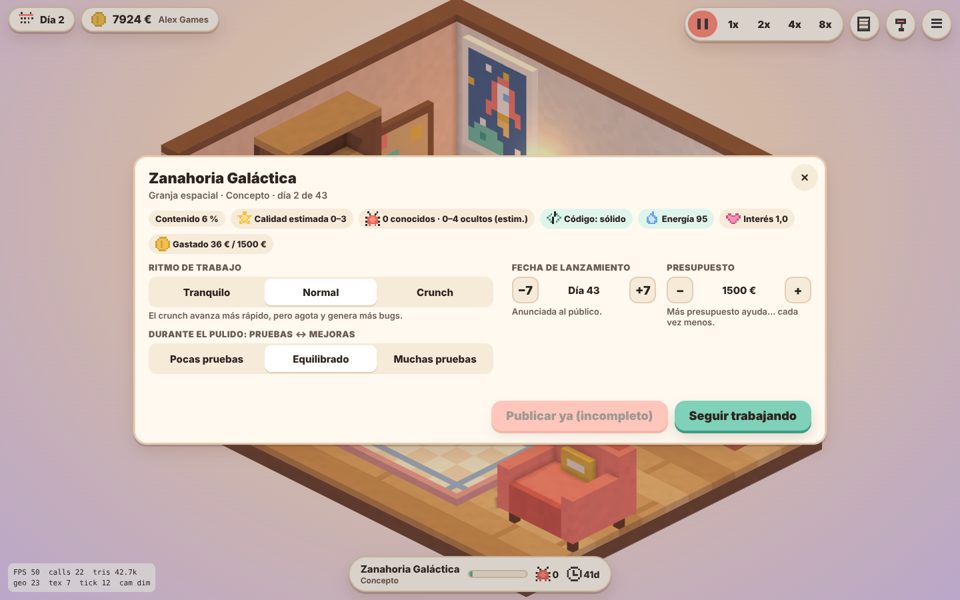 Día 2
7924 € Alex Games
1x 2x 4x 8x
Zanahoria Galáctica
Granja espacial · Concepto · día 2 de 43
Contenido 6 %
Calidad estimada 0–3
0 conocidos · 0–4 ocultos (estim.)
Código: sólido
Energía 95
Interés 1,0
Gastado 36 € / 1500 €
RITMO DE TRABAJO
Tranquilo Normal Crunch
El crunch avanza más rápido, pero agota y genera más bugs.
DURANTE EL PULIDO: PRUEBAS ↔ MEJORAS
Pocas pruebas Equilibrado Muchas pruebas
FECHA DE LANZAMIENTO
−7 Día 43 +7
Anunciada al público.
PRESUPUESTO
− 1500 € +
Más presupuesto ayuda… cada
vez menos.
Publicar ya (incompleto)
Seguir trabajando
Zanahoria Galáctica
Concepto
0
41d
FPS 50 calls 22 tris 42.7k
geo 23 tex 7 tick 12 cam dim